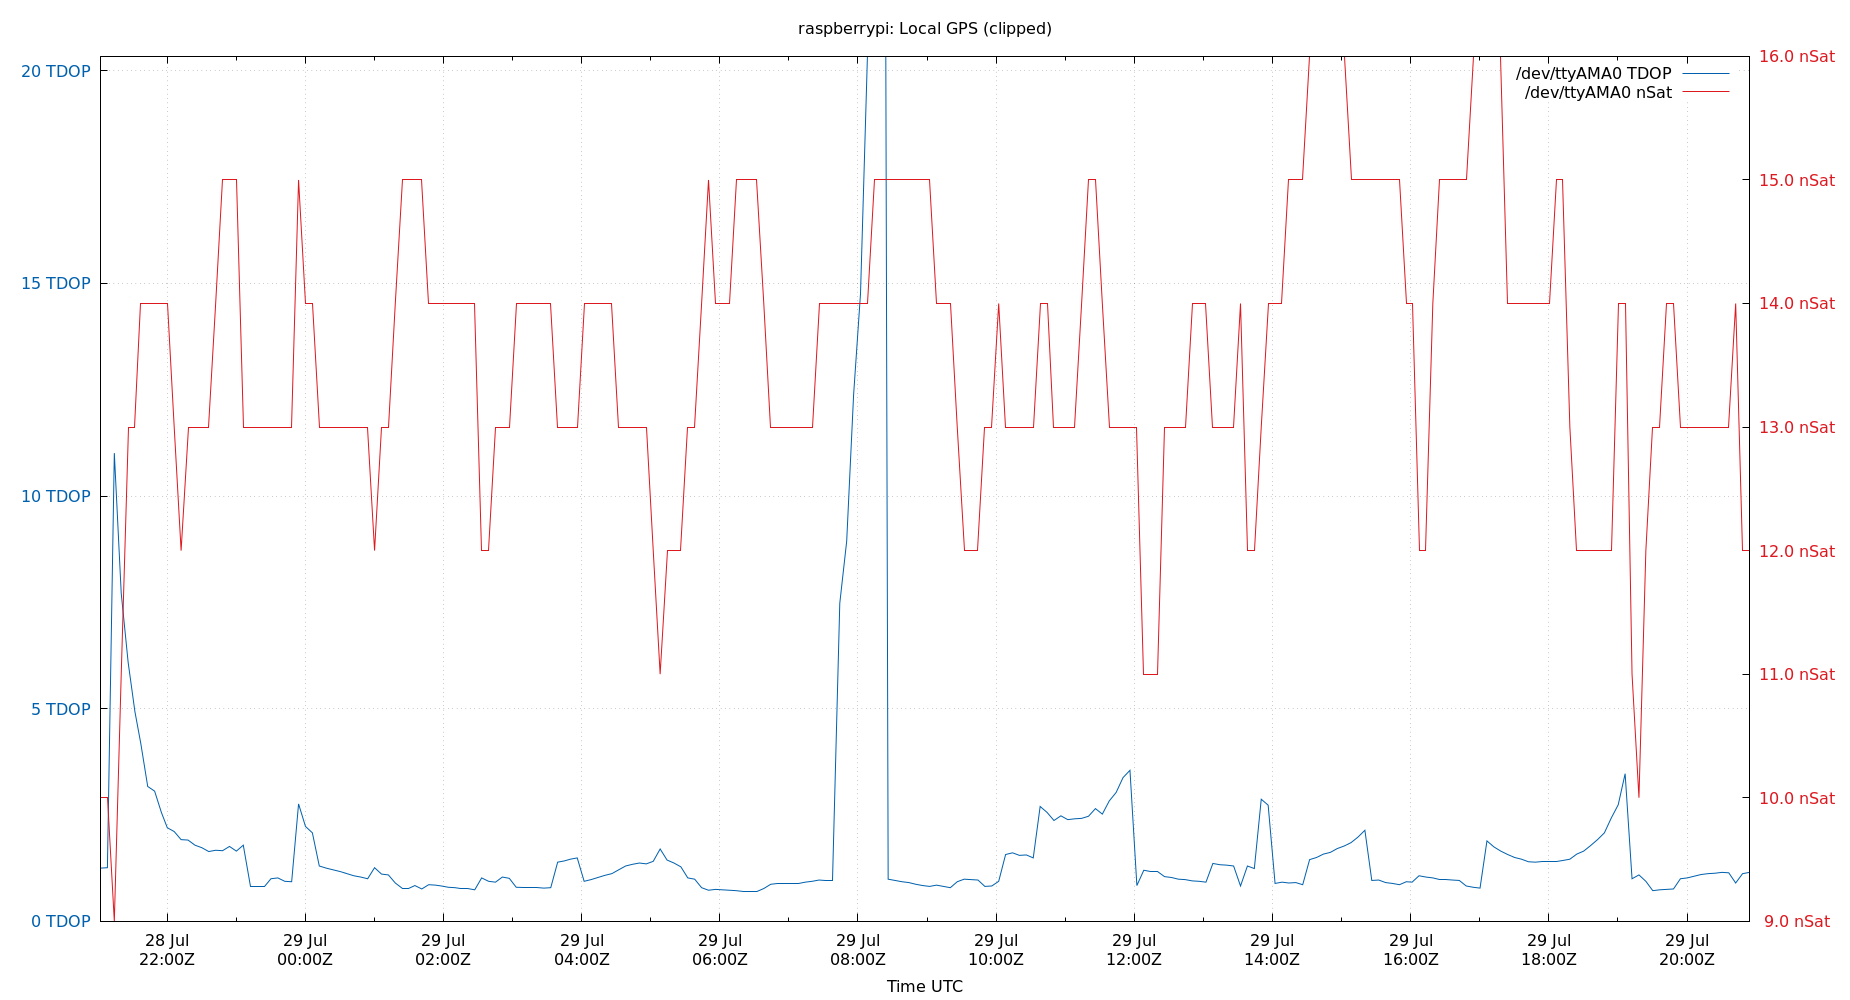 raspberrypi: Local GPS (clipped)
20 TDOP
15 TDOP
10 TDOP
5 TDOP
0 TDOP
16.0 nSat
15.0 nSat
14.0 nSat
13.0 nSat
12.0 nSat
11.0 nSat
10.0 nSat
9.0 nSat
/dev/ttyAMA0 TDOP
/dev/ttyAMA0 nSat
28 Jul 29 Jul 29 Jul 29 Jul 29 Jul 29 Jul 29 Jul 29 Jul 29 Jul 29 Jul 29 Jul 29 Jul
22:00Z 00:00Z 02:00Z 04:00Z 06:00Z 08:00Z 10:00Z 12:00Z 14:00Z 16:00Z 18:00Z 20:00Z
Time UTC